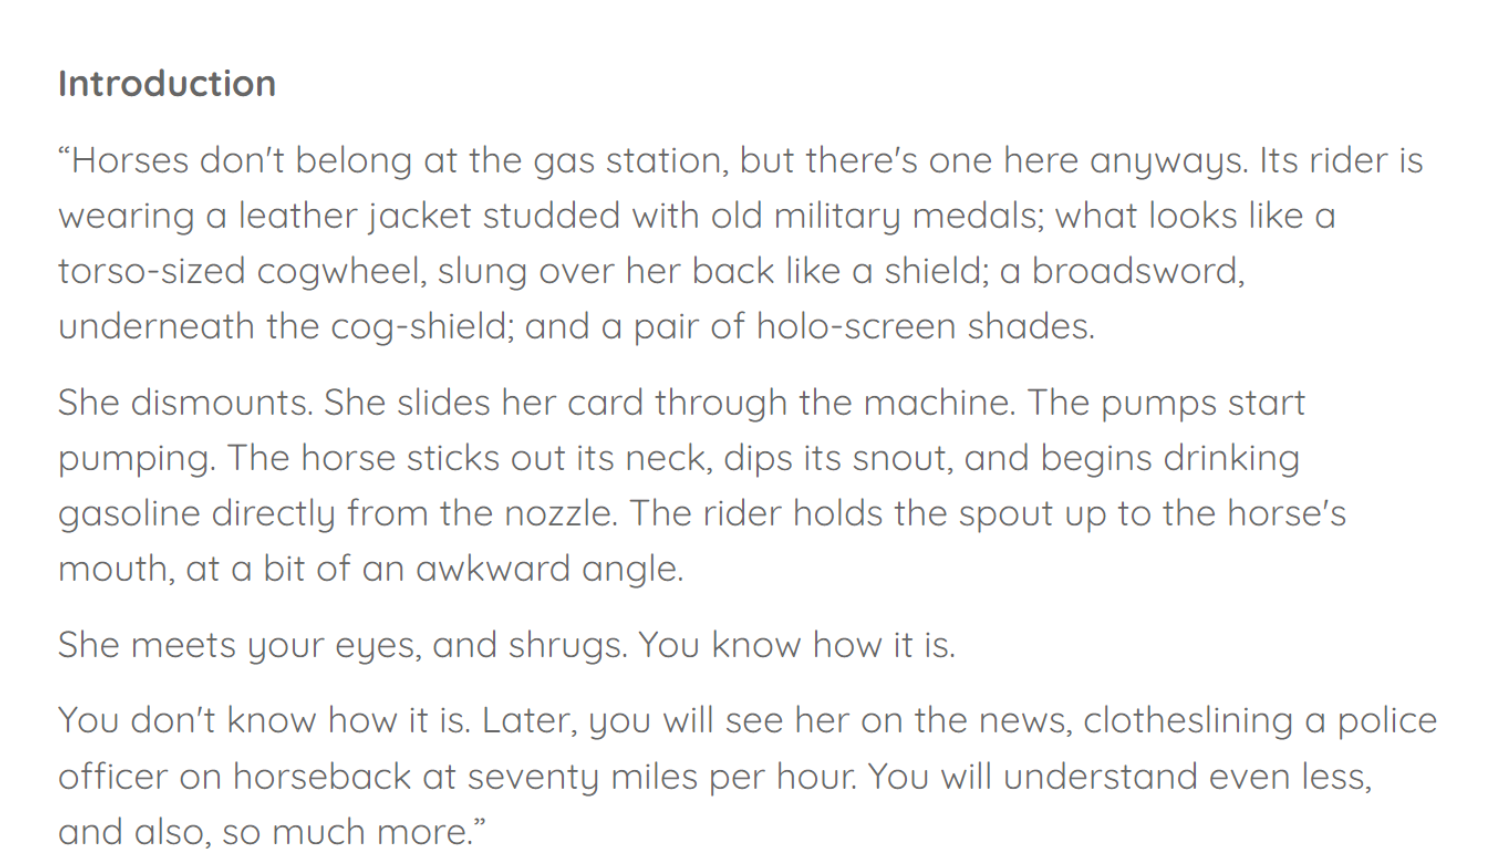 Introduction
“Horses don't belong at the gas station, but there's one here anyways. Its rider is
wearing a leather jacket studded with old military medals; what looks like a
torso-sized cogwheel, slung over her back like a shield; a broadsword,
underneath the cog-shield; and a pair of holo-screen shades.
She dismounts. She slides her card through the machine. The pumps start
pumping. The horse sticks out its neck, dips its snout, and begins drinking
gasoline directly from the nozzle. The rider holds the spout up to the horse's
mouth, at a bit of an awkward angle.
She meets your eyes, and shrugs. You know how it is.
You don't know how it is. Later, you will see her on the news, clotheslining a police
officer on horseback at seventy miles per hour. You will understand even less,
and also, so much more.”